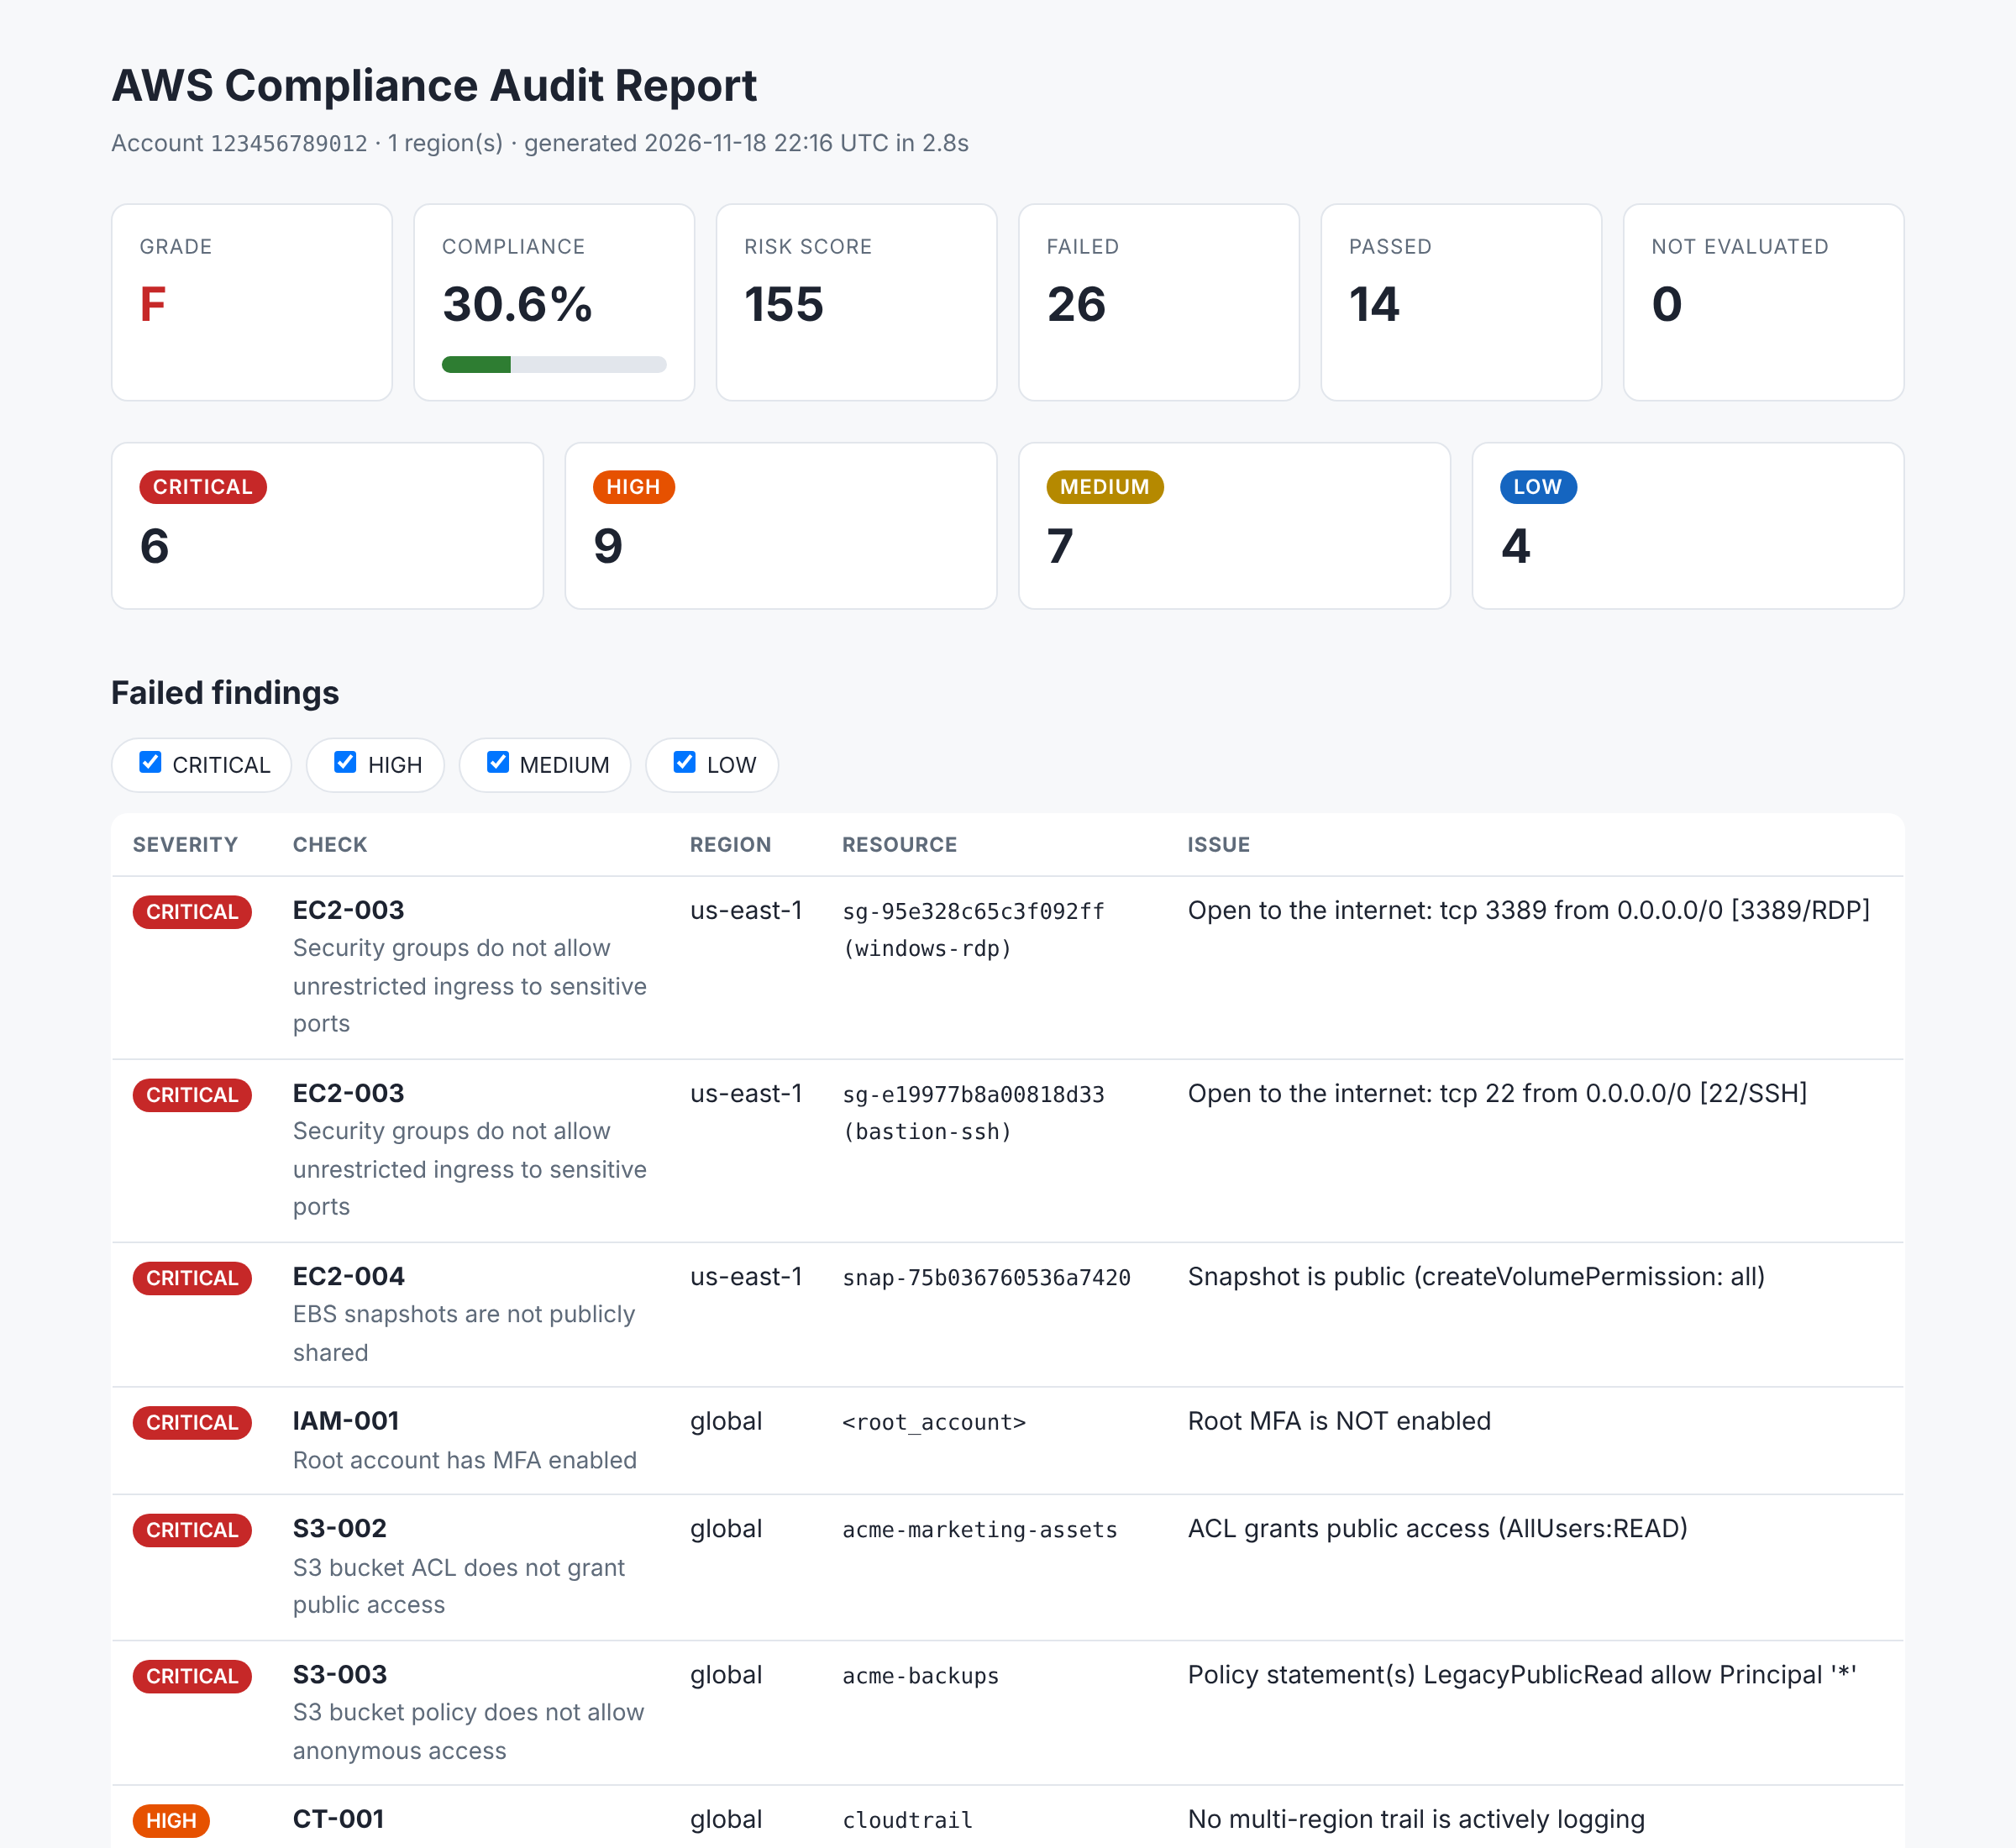 AWS Compliance Audit Report
Account 123456789012 · 1 region(s) · generated 2026-11-18 22:16 UTC in 2.8s
GRADE
F
COMPLIANCE
30.6%
RISK SCORE
155
FAILED
26
PASSED
14
NOT EVALUATED
0
CRITICAL
6
HIGH
9
MEDIUM
7
LOW
4
Failed findings
CRITICAL HIGH MEDIUM LOW
SEVERITY CHECK REGION RESOURCE ISSUE
CRITICAL EC2-003 us-east-1 sg-95e328c65c3f092ff Open to the internet: tcp 3389 from 0.0.0.0/0 [3389/RDP]
Security groups do not allow (windows-rdp)
unrestricted ingress to sensitive
ports
CRITICAL EC2-003 us-east-1 sg-e19977b8a00818d33 Open to the internet: tcp 22 from 0.0.0.0/0 [22/SSH]
Security groups do not allow (bastion-ssh)
unrestricted ingress to sensitive
ports
CRITICAL EC2-004 us-east-1 snap-75b036760536a7420 Snapshot is public (createVolumePermission: all)
EBS snapshots are not publicly
shared
CRITICAL IAM-001 global <root_account> Root MFA is NOT enabled
Root account has MFA enabled
CRITICAL S3-002 global acme-marketing-assets ACL grants public access (AllUsers:READ)
S3 bucket ACL does not grant
public access
CRITICAL S3-003 global acme-backups Policy statement(s) LegacyPublicRead allow Principal '*'
S3 bucket policy does not allow
anonymous access
HIGH CT-001 global cloudtrail No multi-region trail is actively logging